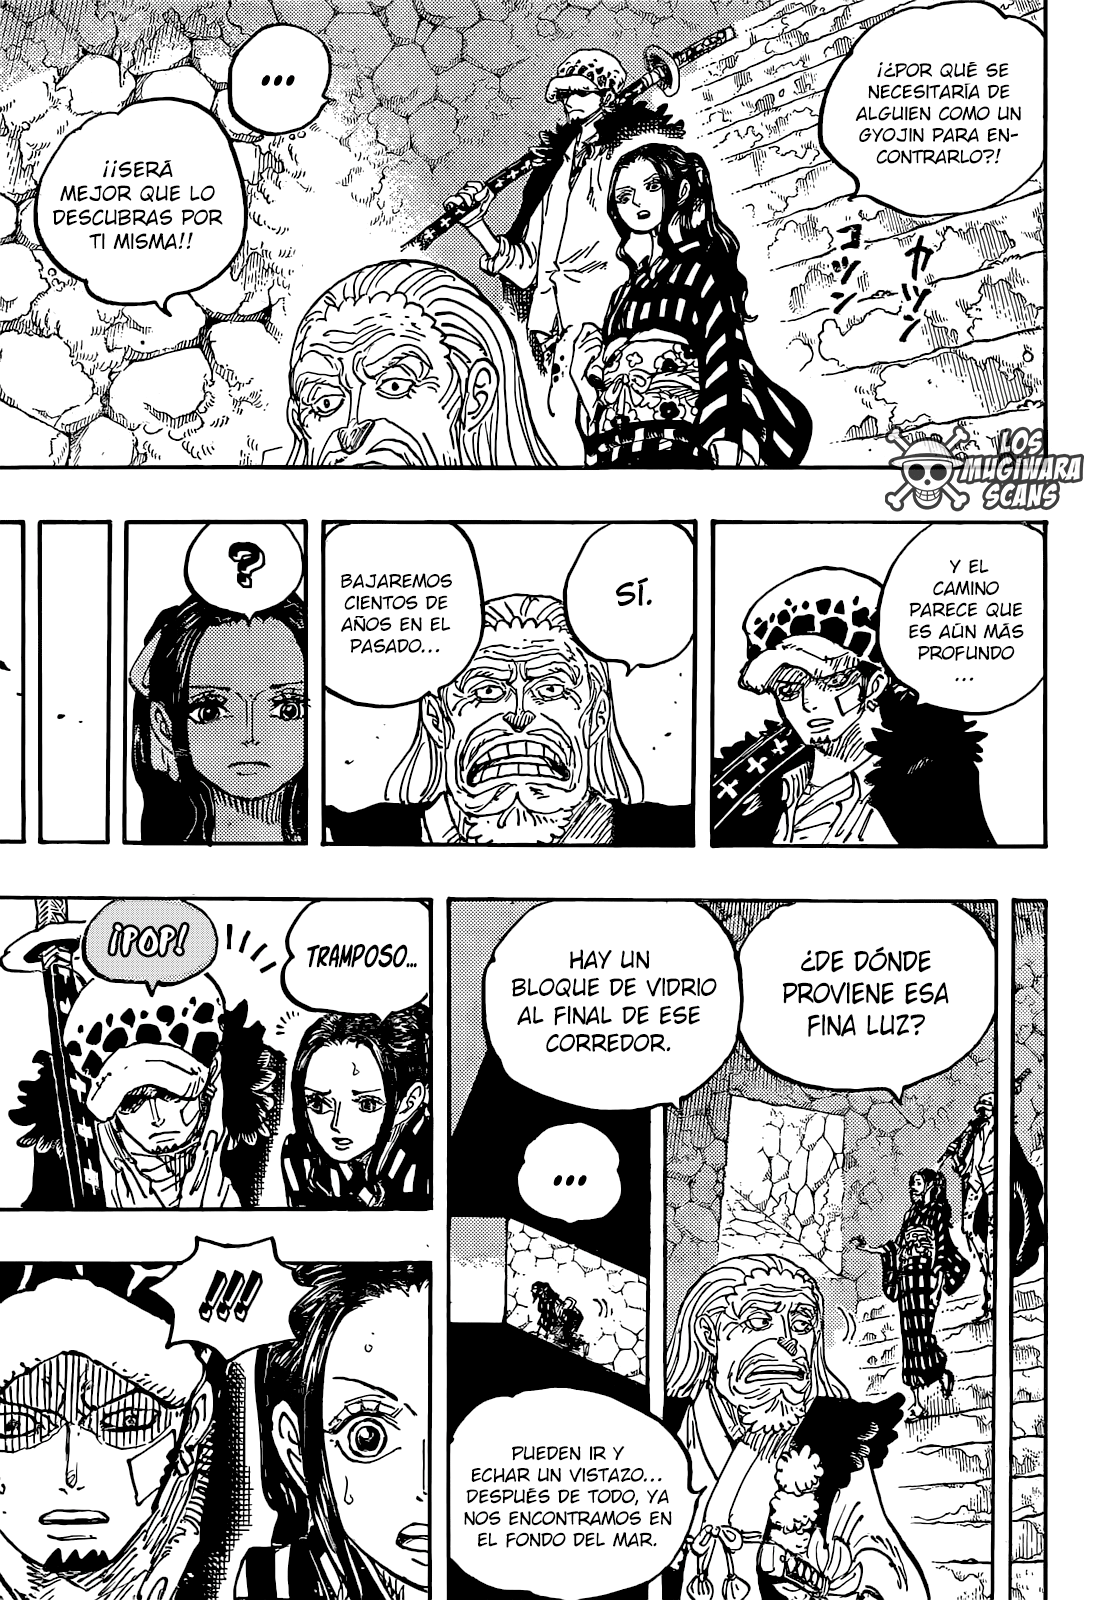 ¡¿POR QUÉ SE
NECESITARÍA DE
ALGUIEN COMO UN
GYOJIN PARA EN-
CONTRARLO?!
...
¡¡SERÁ
MEJOR QUE LO
DESCUBRAS POR
TI MISMA!!
カツン
コツン
LOS
MUGIWARA
SCANS
Y EL
CAMINO
PARECE QUE
ES AÚN MÁS
PROFUNDO
...
SÍ.
BAJAREMOS
CIENTOS DE
AÑOS EN EL
PASADO...
?
¿DE DÓNDE
PROVIENE ESA
FINA LUZ?
HAY UN
BLOQUE DE VIDRIO
AL FINAL DE ESE
CORREDOR.
...
PUEDEN IR Y
ECHAR UN VISTAZO...
DESPUÉS DE TODO, YA
NOS ENCONTRAMOS EN
EL FONDO DEL MAR.
TRAMPOSO...
¡POP!
!!!